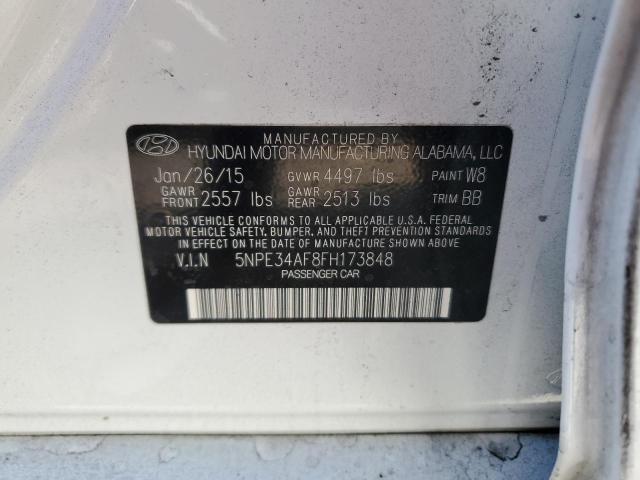 MANUFACTURED BY
HYUNDAI MOTOR MANUFACTURING ALABAMA, LLC
Jan/26/15 GVWR 4497 lbs PAINT W8
GAWR FRONT 2557 lbs GAWR REAR 2513 lbs TRIM BB
THIS VEHICLE CONFORMS TO ALL APPLICABLE U.S.A. FEDERAL
MOTOR VEHICLE SAFETY, BUMPER, AND THEFT PREVENTION STANDARDS
IN EFFECT ON THE DATE OF MANUFACTURE SHOWN ABOVE.
V.I.N 5NPE34AF8FH173848
PASSENGER CAR